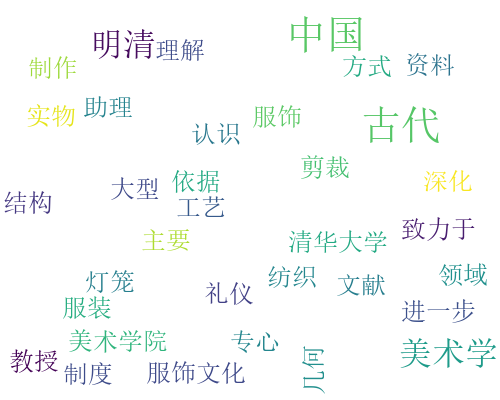 中国
明清
理解
制作
方式
资料
实物
助理
服饰
古代
认识
剪裁
结构
大型
依据
深化
工艺
主要
清华大学
致力于
灯笼
纺织
文献
领域
服装
礼仪
进一步
美术学院
专心
美术学
教授
制度
服饰文化
几何